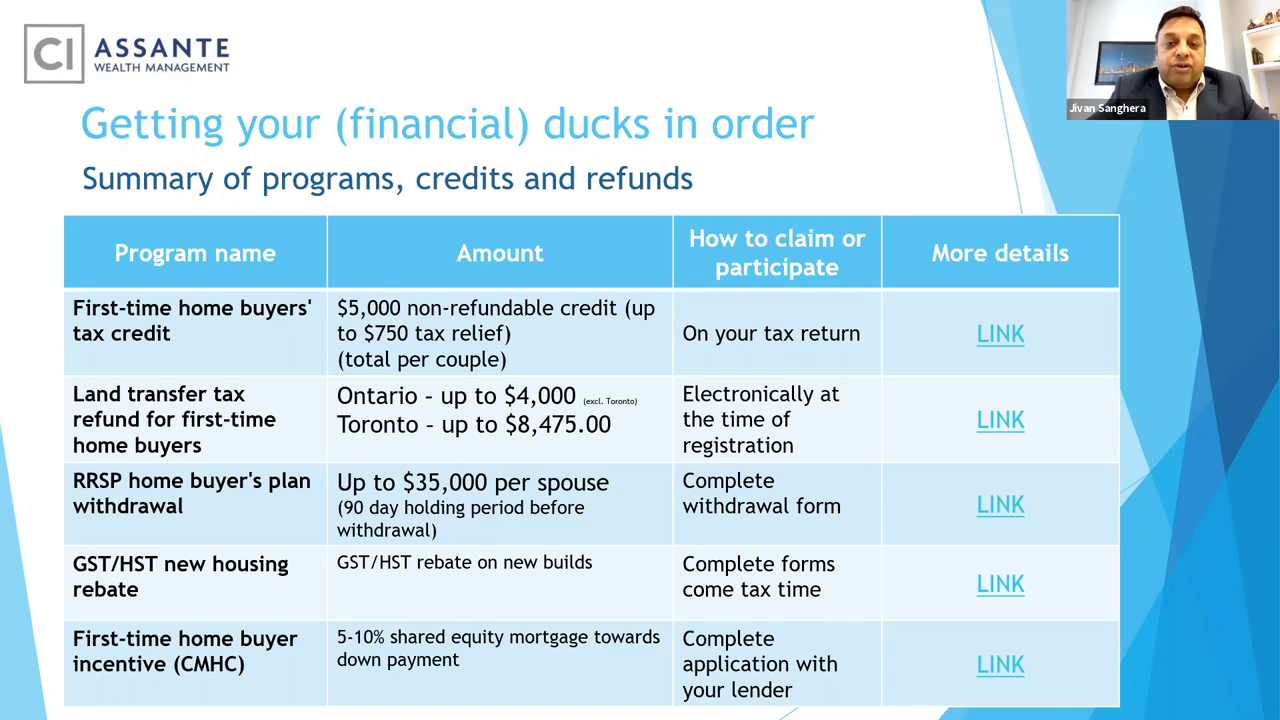 CI ASSANTE
WEALTH MANAGEMENT
Jivan Sanghera
Getting your (financial) ducks in order
Summary of programs, credits and refunds
Program name
Amount
How to claim or
participate
More details
First-time home buyers'
tax credit
$5,000 non-refundable credit (up
to $750 tax relief)
(total per couple)
On your tax return
LINK
Land transfer tax
refund for first-time
home buyers
Ontario – up to $4,000 (excl. Toronto)
Toronto – up to $8,475.00
Electronically at
the time of
registration
LINK
RRSP home buyer's plan
withdrawal
Up to $35,000 per spouse
(90 day holding period before
withdrawal)
Complete
withdrawal form
LINK
GST/HST new housing
rebate
GST/HST rebate on new builds
Complete forms
come tax time
LINK
First-time home buyer
incentive (CMHC)
5-10% shared equity mortgage towards
down payment
Complete
application with
your lender
LINK